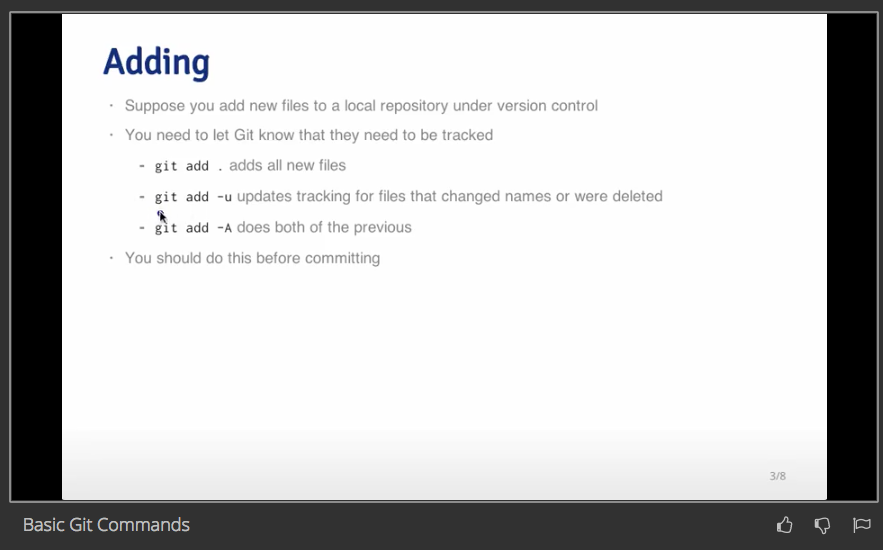 Adding
· Suppose you add new files to a local repository under version control
· You need to let Git know that they need to be tracked
- git add . adds all new files
- git add -u updates tracking for files that changed names or were deleted
- git add -A does both of the previous
· You should do this before committing
3/8
Basic Git Commands